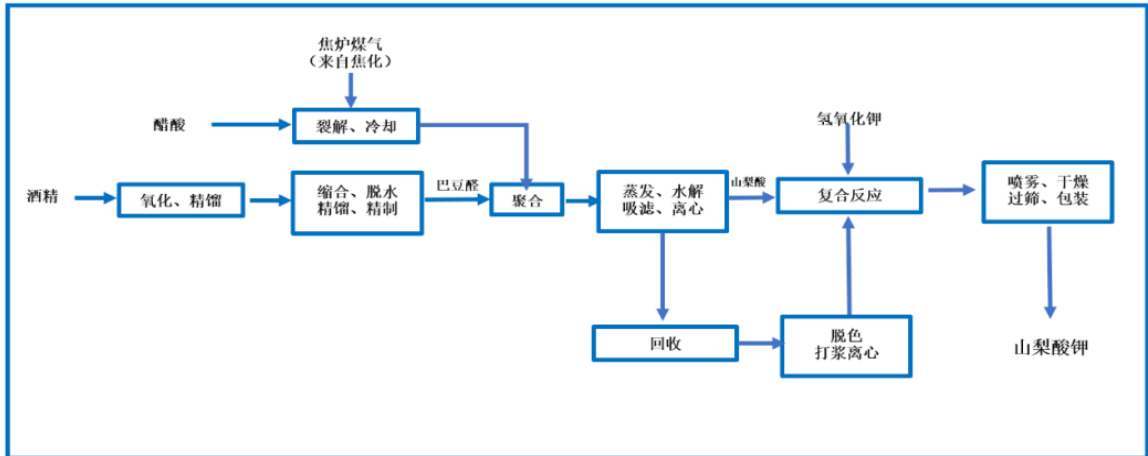 焦炉煤气
（来自焦化）
醋酸
裂解、冷却
氢氧化钾
酒精
氧化、精馏
缩合、脱水
精馏、精制
巴豆醛
聚合
蒸发、水解
吸滤、离心
山梨酸
复合反应
喷雾、干燥
过筛、包装
回收
脱色
打浆离心
山梨酸钾